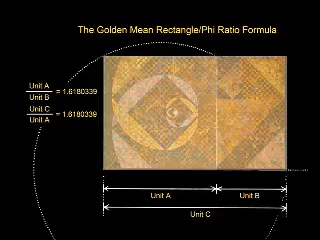 The Golden Mean Rectangle/Phi Ratio Formula
Unit A
Unit B
= 1.6180339
Unit C
Unit A
= 1.6180339
Unit A
Unit B
Unit C